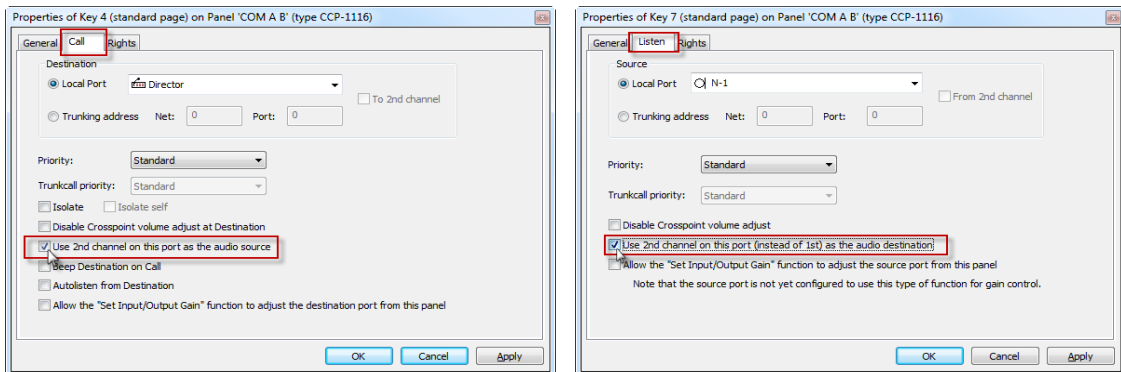 Properties of Key 4 (standard page) on Panel 'COM A B' (type CCP-1116)
General Call Rights
Destination
Local Port Director
To 2nd channel
Trunking address Net: 0 Port: 0
Priority: Standard
Trunkcall priority: Standard
Isolate Isolate self
Disable Crosspoint volume adjust at Destination
Use 2nd channel on this port as the audio source
Beep Destination on Call
Autolisten from Destination
Allow the "Set Input/Output Gain" function to adjust the destination port from this panel
OK Cancel Apply
Properties of Key 7 (standard page) on Panel 'COM A B' (type CCP-1116)
General Listen Rights
Source
Local Port N-1
From 2nd channel
Trunking address Net: 0 Port: 0
Priority: Standard
Trunkcall priority: Standard
Disable Crosspoint volume adjust
Use 2nd channel on this port (instead of 1st) as the audio destination
Allow the "Set Input/Output Gain" function to adjust the source port from this panel
Note that the source port is not yet configured to use this type of function for gain control.
OK Cancel Apply